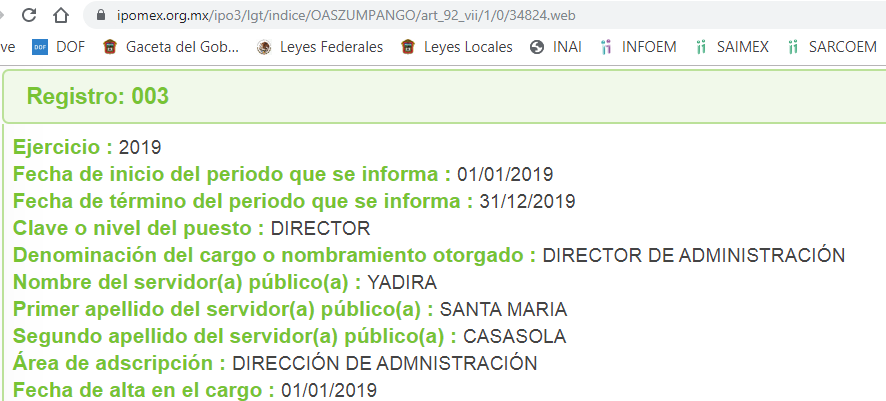 ipomex.org.mx/ipo3/lgt/indice/OASZUMPANGO/art_92_vii/1/0/34824.web
ve DOF DOF Gaceta del Gob... Leyes Federales Leyes Locales INAI INFOEM SAIMEX SARCOEM
Registro: 003
Ejercicio : 2019
Fecha de inicio del periodo que se informa : 01/01/2019
Fecha de término del periodo que se informa : 31/12/2019
Clave o nivel del puesto : DIRECTOR
Denominación del cargo o nombramiento otorgado : DIRECTOR DE ADMINISTRACIÓN
Nombre del servidor(a) público(a) : YADIRA
Primer apellido del servidor(a) público(a) : SANTA MARIA
Segundo apellido del servidor(a) público(a) : CASASOLA
Área de adscripción : DIRECCIÓN DE ADMNISTRACIÓN
Fecha de alta en el cargo : 01/01/2019